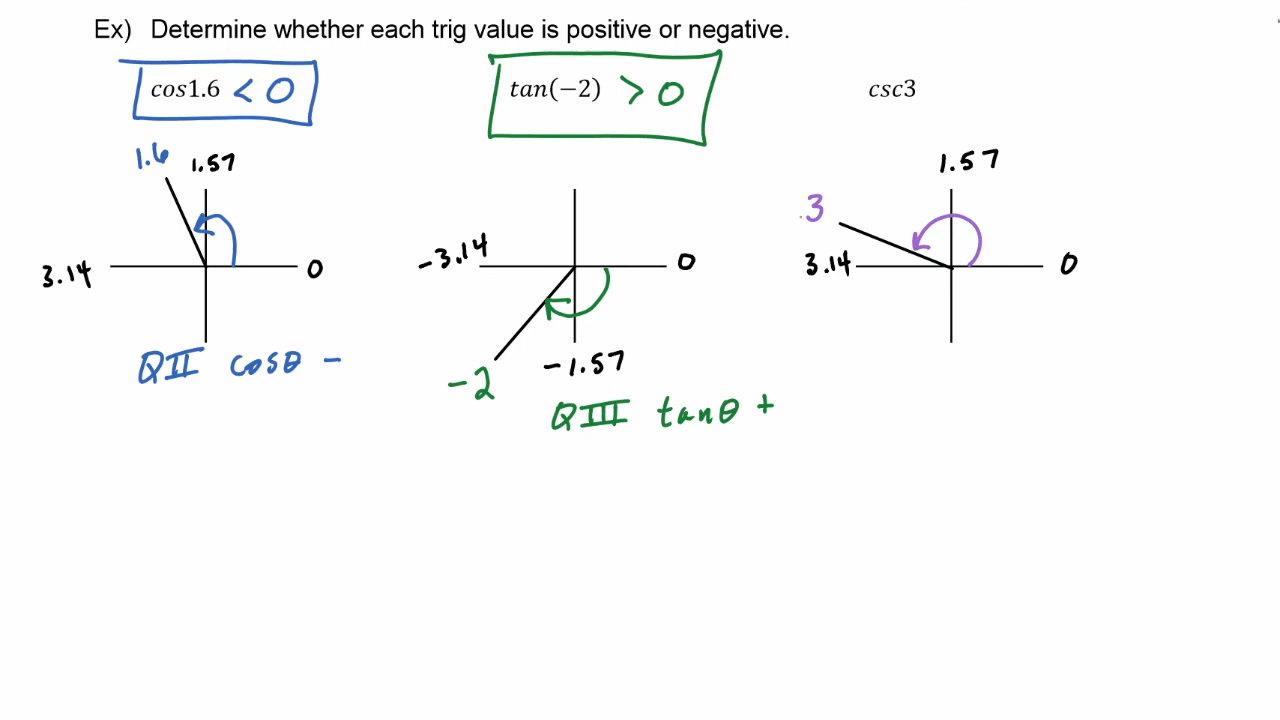 Ex) Determine whether each trig value is positive or negative.
cos1.6 < 0
tan(−2) > 0
csc3
1.6 1.57
3.14 0
QII cosθ −
-3.14 0
-2 -1.57
QIII tanθ +
1.57
.3
3.14 0